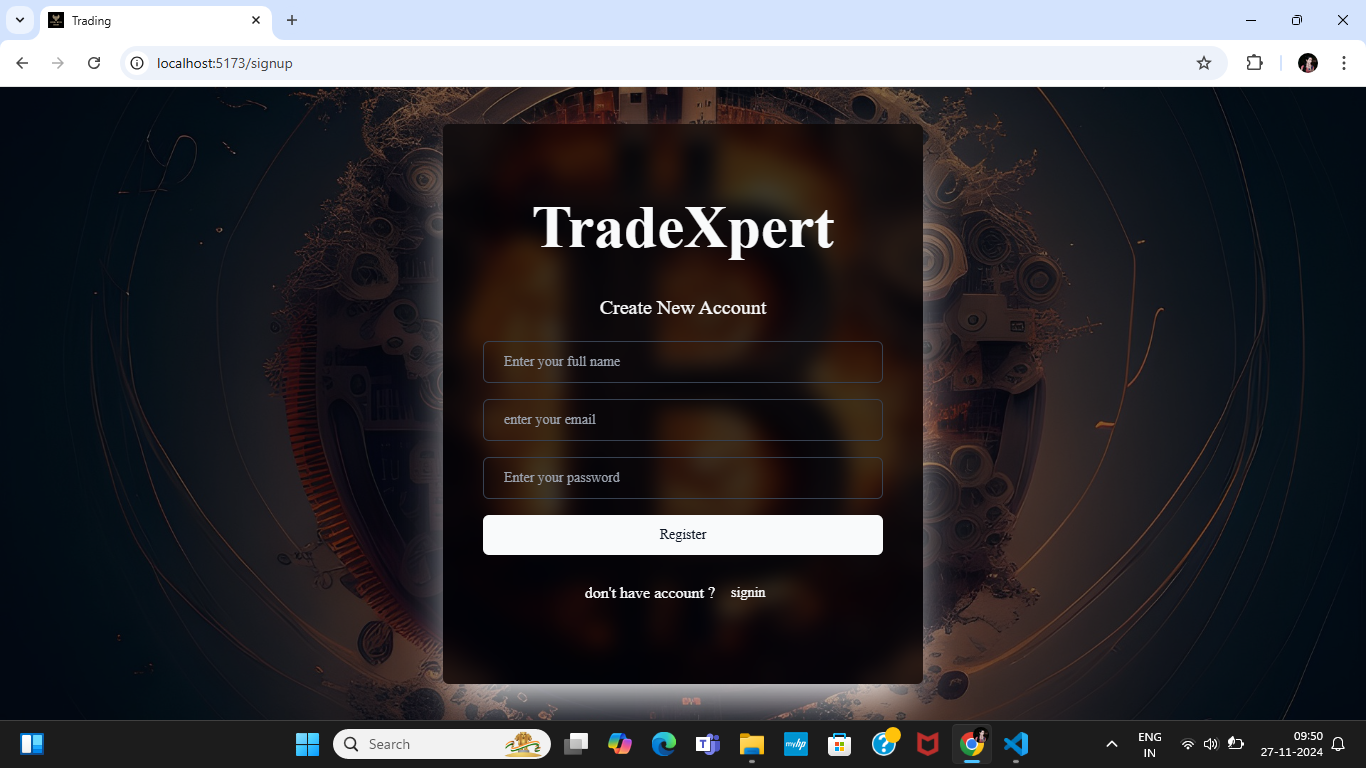 Trading
localhost:5173/signup
TradeXpert
Create New Account
Enter your full name
enter your email
Enter your password
Register
don't have account ? signin
Search
myhp
ENG
IN
09:50
27-11-2024